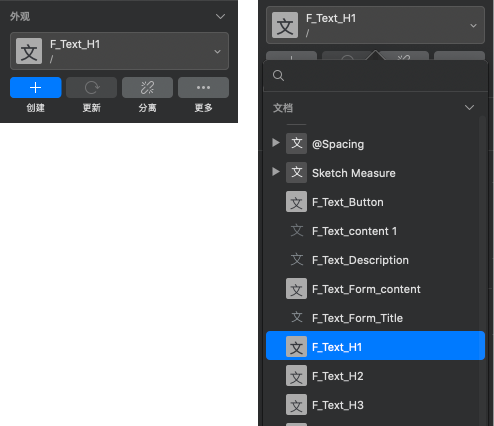 外观
文 F_Text_H1
/
创建 更新 分离 更多
文 F_Text_H1
/
文档
文 @Spacing
文 Sketch Measure
文 F_Text_Button
文 F_Text_content 1
文 F_Text_Description
文 F_Text_Form_content
文 F_Text_Form_Title
文 F_Text_H1
文 F_Text_H2
文 F_Text_H3